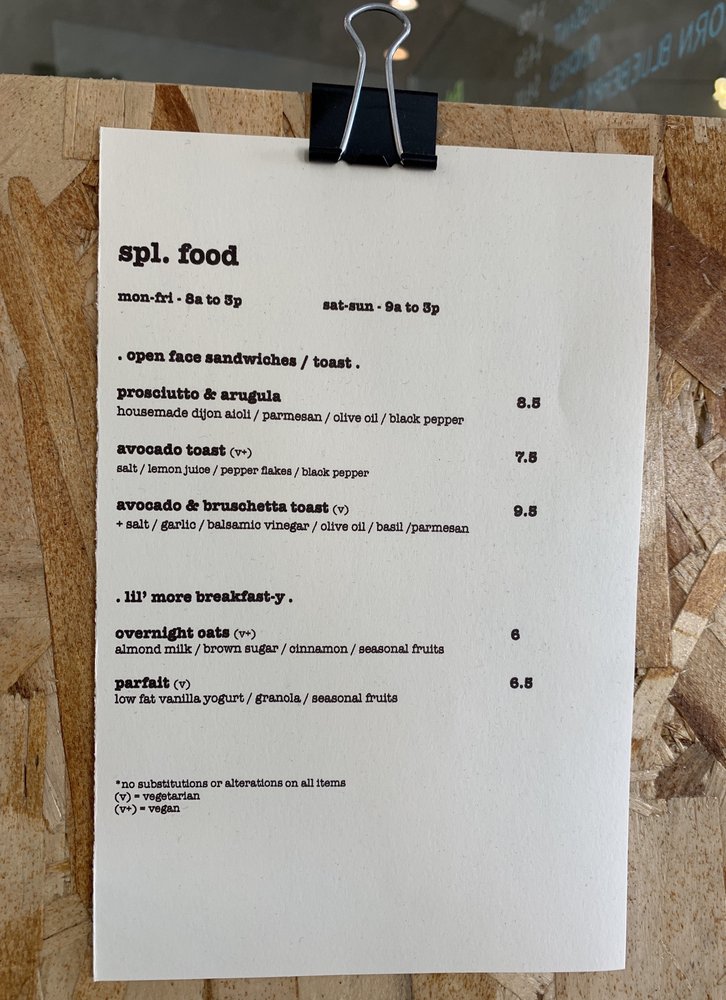 ORN BLUEBERRY
spl. food
mon-fri - 8a to 3p
sat-sun - 9a to 3p
. open face sandwiches / toast .
prosciutto & arugula 8.5
housemade dijon aioli / parmesan / olive oil / black pepper
avocado toast (v+) 7.5
salt / lemon juice / pepper flakes / black pepper
avocado & bruschetta toast (v) 9.5
+ salt / garlic / balsamic vinegar / olive oil / basil /parmesan
. lil' more breakfast-y .
overnight oats (v+) 6
almond milk / brown sugar / cinnamon / seasonal fruits
parfait (v) 6.5
low fat vanilla yogurt / granola / seasonal fruits
*no substitutions or alterations on all items
(v) = vegetarian
(v+) = vegan